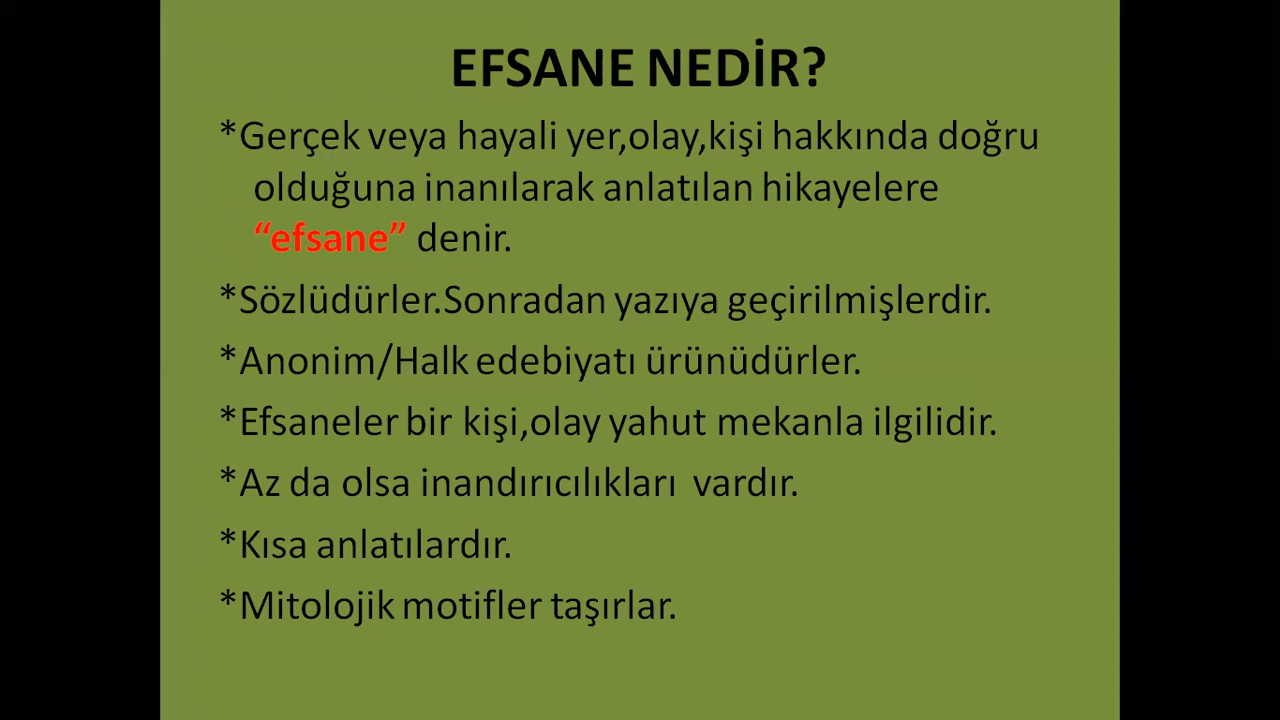 EFSANE NEDİR?
*Gerçek veya hayali yer,olay,kişi hakkında doğru
olduğuna inanılarak anlatılan hikayelere
“efsane” denir.
*Sözlüdürler.Sonradan yazıya geçirilmişlerdir.
*Anonim/Halk edebiyatı ürünüdürler.
*Efsaneler bir kişi,olay yahut mekanla ilgilidir.
*Az da olsa inandırıcılıkları  vardır.
*Kısa anlatılardır.
*Mitolojik motifler taşırlar.